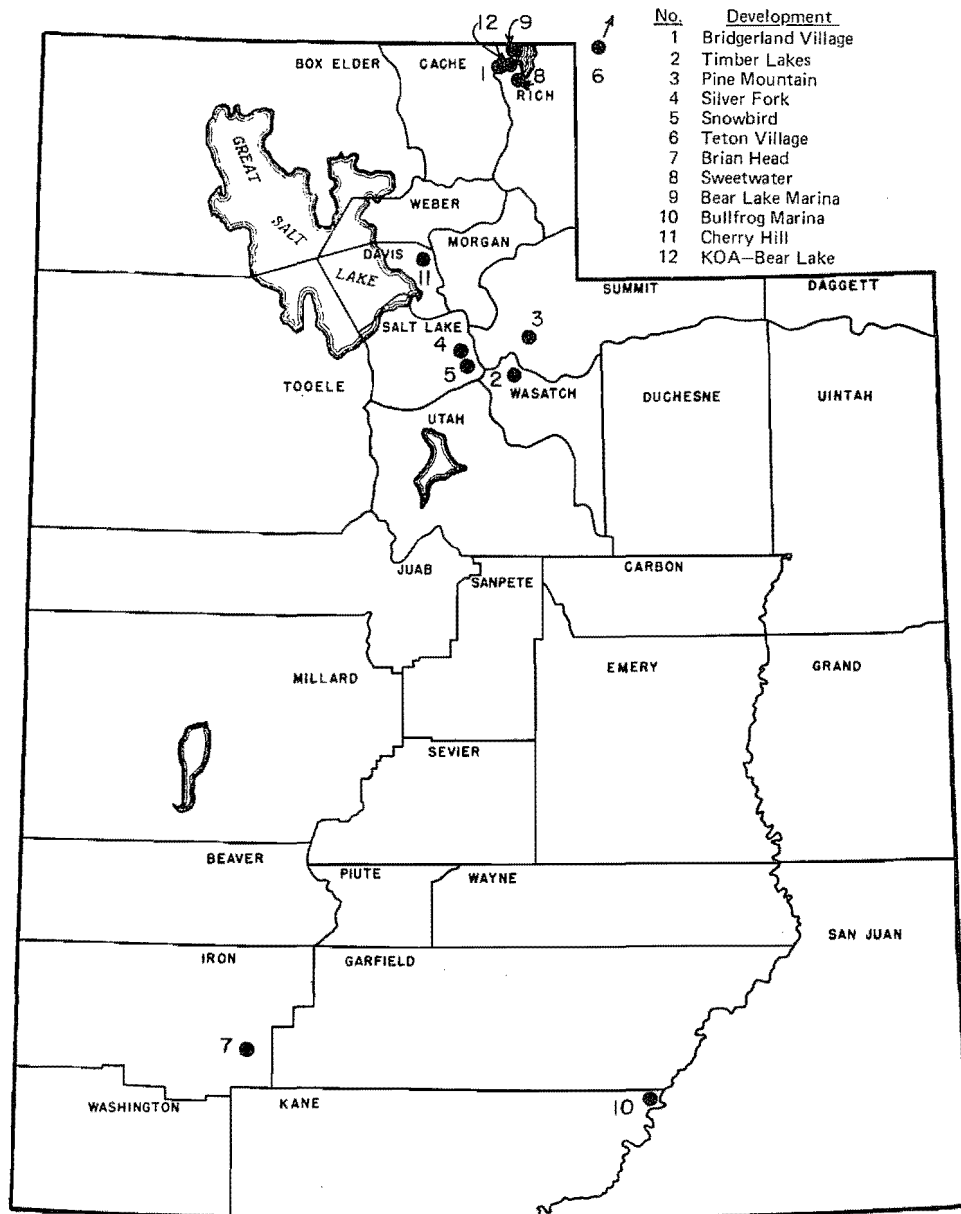 No. Development
1 Bridgerland Village
2 Timber Lakes
3 Pine Mountain
4 Silver Fork
5 Snowbird
6 Teton Village
7 Brian Head
8 Sweetwater
9 Bear Lake Marina
10 Bullfrog Marina
11 Cherry Hill
12 KOA—Bear Lake
12 9
6
BOX ELDER
CACHE
1
8
RICH
GREAT
SALT
LAKE
WEBER
MORGAN
DAVIS
11
SUMMIT
DAGGETT
SALT LAKE
3
4
5
2
WASATCH
TOOELE
DUCHESNE
UINTAH
UTAH
JUAB
SANPETE
CARBON
MILLARD
EMERY
GRAND
SEVIER
BEAVER
PIUTE
WAYNE
SAN JUAN
IRON
GARFIELD
7
WASHINGTON
KANE
10